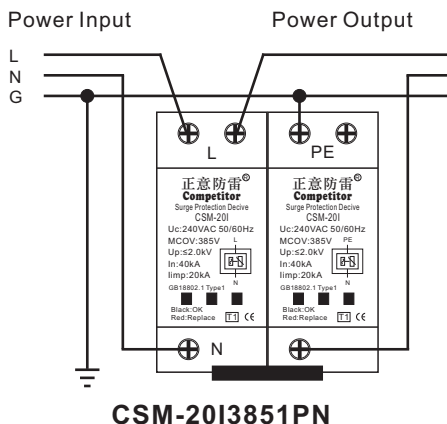 Power Input Power Output
L
N
G
L
PE
正意防雷®
Competitor
Surge Protection Decive
CSM-20I
Uc:240VAC 50/60Hz
MCOV:385V
L
Up:≤2.0kV
In:40kA
Iimp:20kA
N
GB18802.1 Type1
Black:OK
Red:Replace
T1 CE
正意防雷®
Competitor
Surge Protection Decive
CSM-20I
Uc:240VAC 50/60Hz
MCOV:385V
PE
Up:≤2.0kV
In:40kA
Iimp:20kA
N
GB18802.1 Type1
Black:OK
Red:Replace
T1 CE
N
CSM-20I3851PN